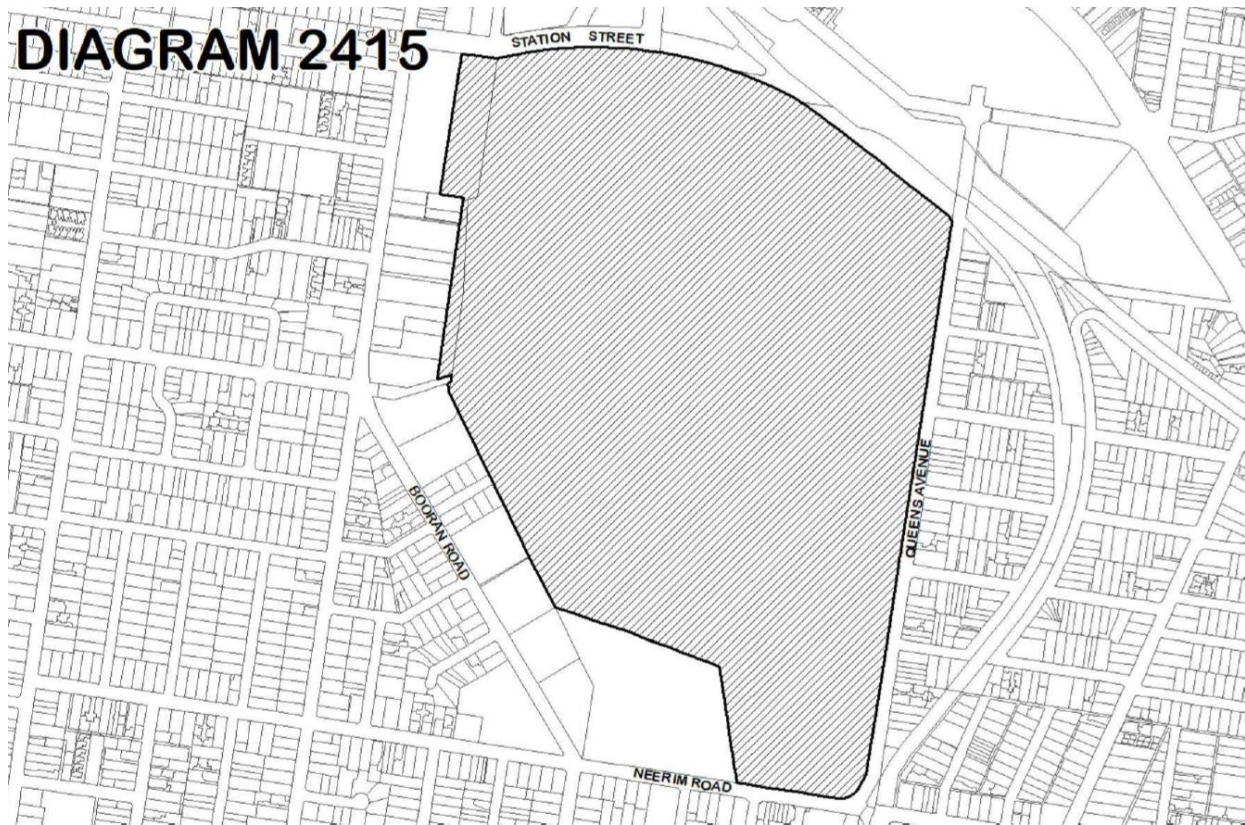 DIAGRAM 2415
STATION STREET
QUEENS AVENUE
BOORAN ROAD
NEERIM ROAD